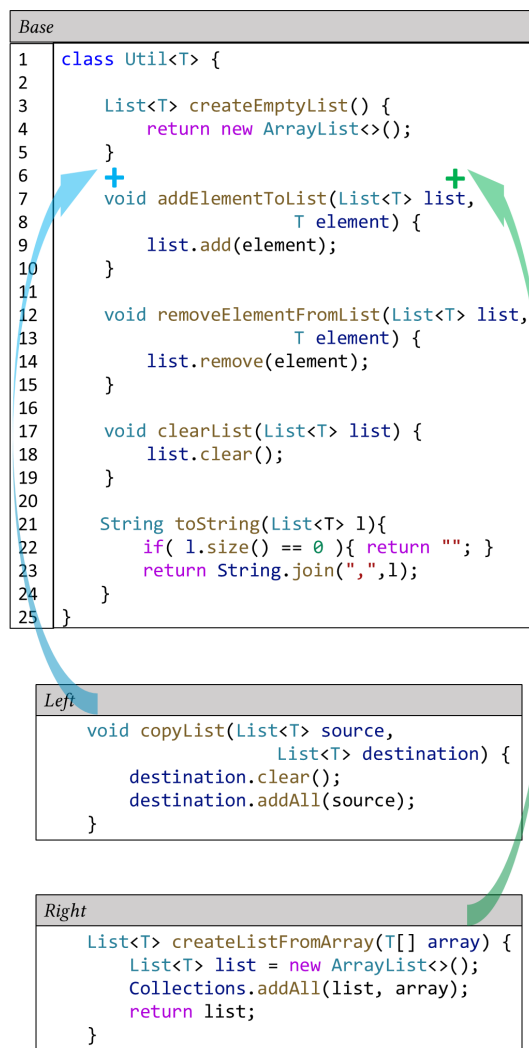 Base
1 class Util<T> {
2
3 List<T> createEmptyList() {
4 return new ArrayList<>();
5 }
6
7 void addElementToList(List<T> list,
8 T element) {
9 list.add(element);
10 }
11
12 void removeElementFromList(List<T> list,
13 T element) {
14 list.remove(element);
15 }
16
17 void clearList(List<T> list) {
18 list.clear();
19 }
20
21 String toString(List<T> l){
22 if( l.size() == 0 ){ return ""; }
23 return String.join(",",l);
24 }
25 }
Left
void copyList(List<T> source,
List<T> destination) {
destination.clear();
destination.addAll(source);
}
Right
List<T> createListFromArray(T[] array) {
List<T> list = new ArrayList<>();
Collections.addAll(list, array);
return list;
}